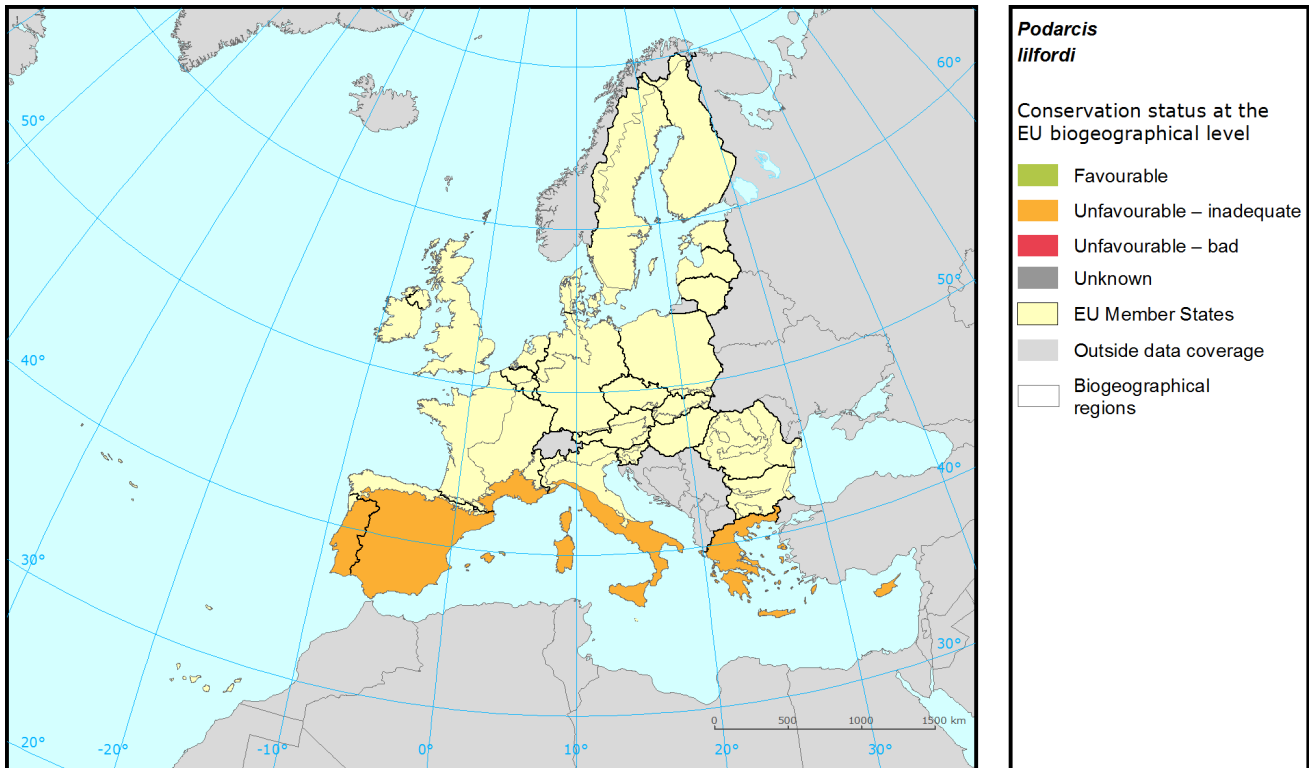 Podarcis
lilfordi
Conservation status at the
EU biogeographical level
Favourable
Unfavourable – inadequate
Unfavourable – bad
Unknown
EU Member States
Outside data coverage
Biogeographical
regions
60°
50°
50°
40°
40°
30°
30°
0 500 1000 1500 km
20° -20° -10° 0° 10° 20° 30°